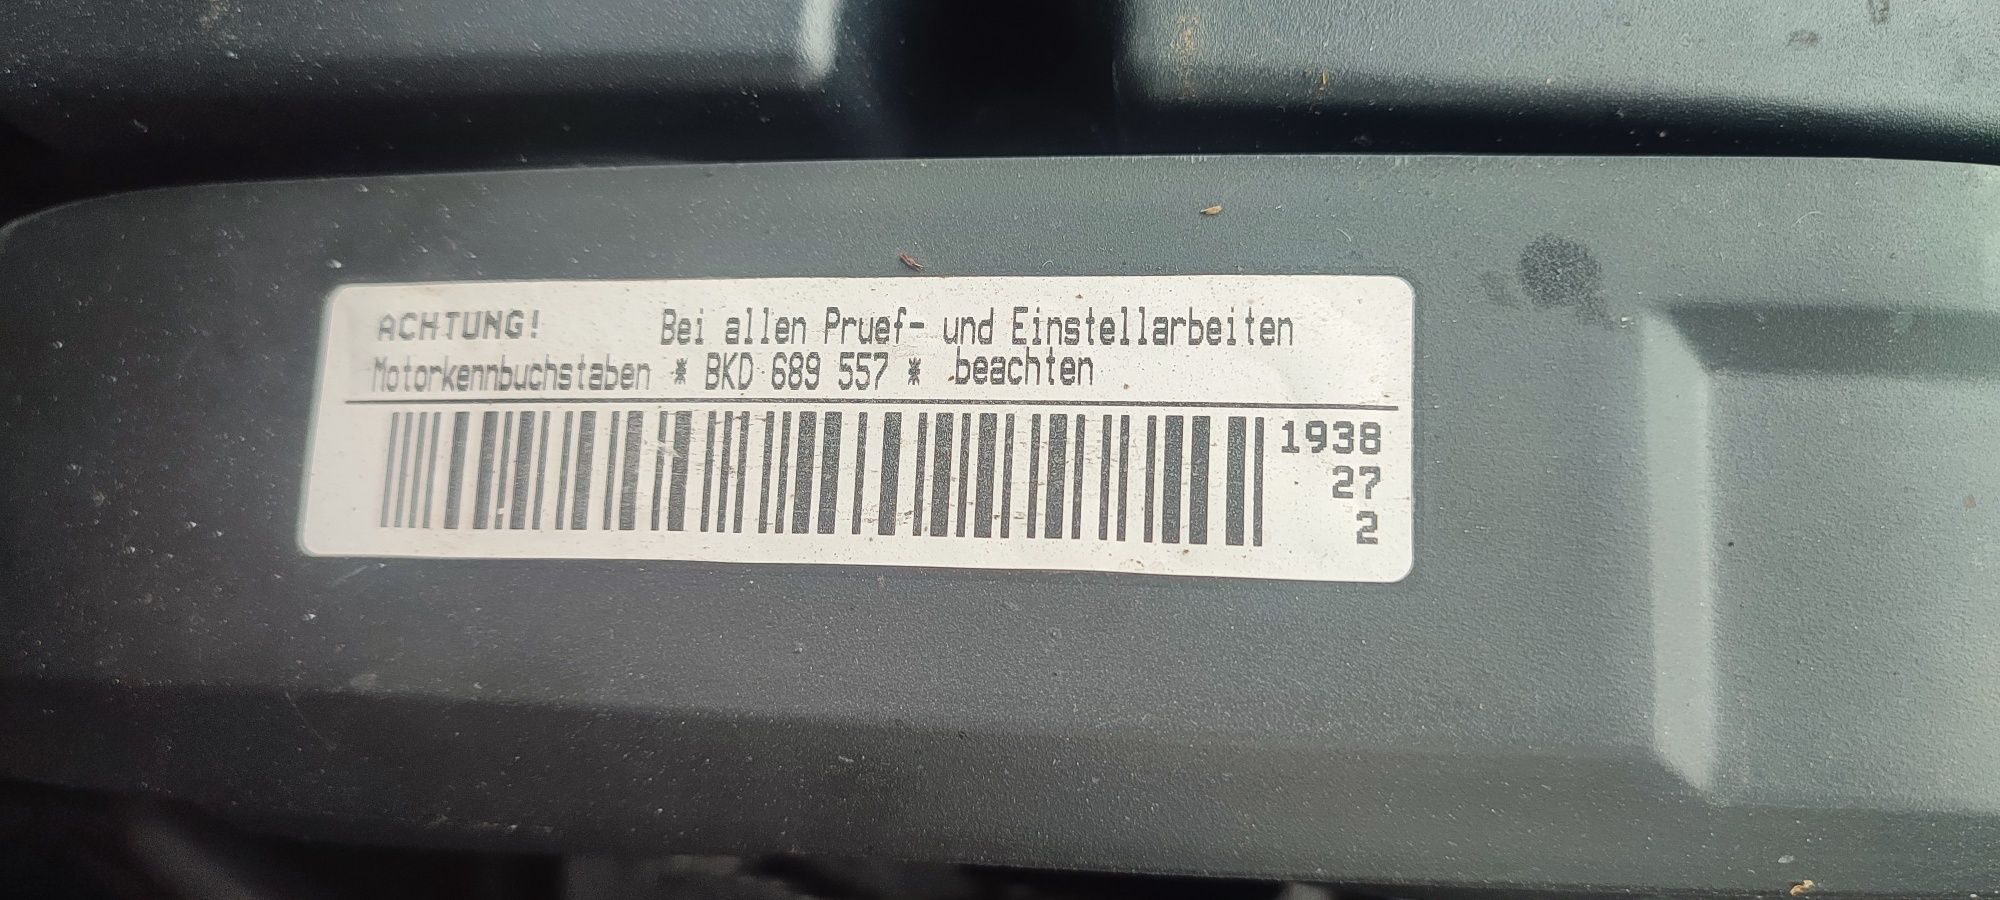 ACHTUNG! Bei allen Pruef- und Einstellarbeiten
Motorkennbuchstaben * BKD 689 557 * beachten
1938
27
2